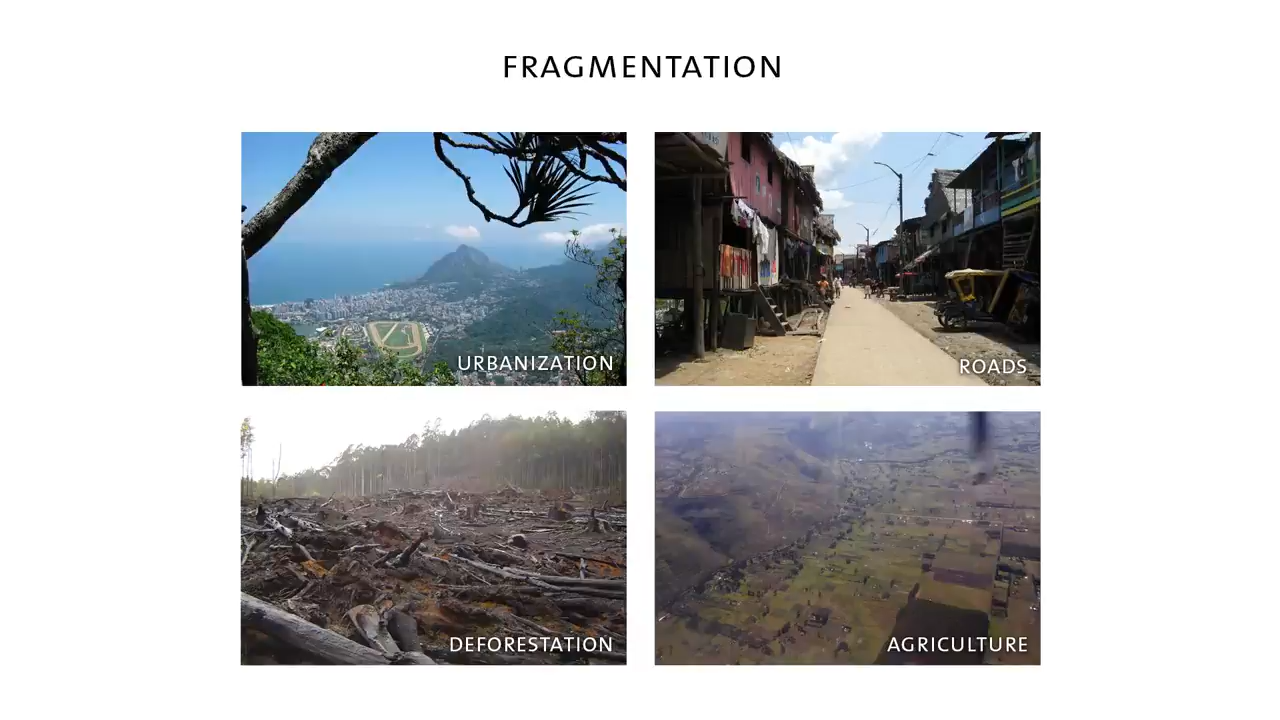 FRAGMENTATION
URBANIZATION
ROADS
DEFORESTATION
AGRICULTURE